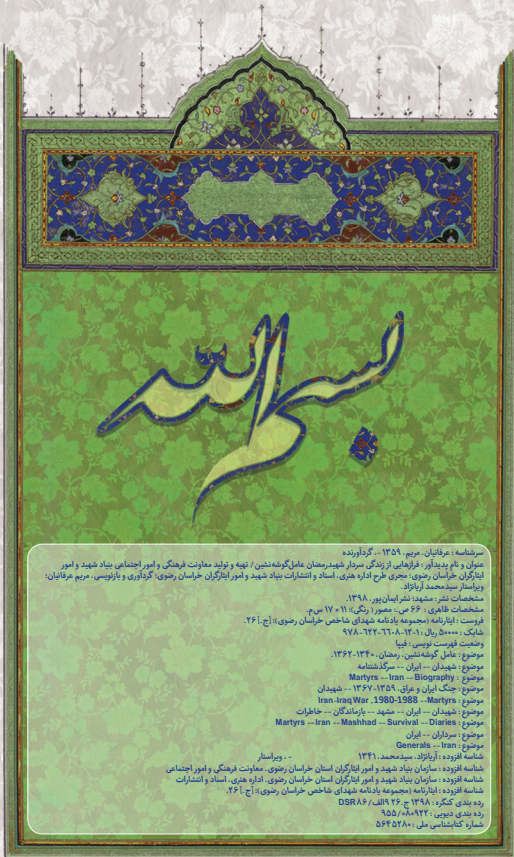 بسم الله
سرشناسه : عرفانیان، مریم، ۱۳۵۹ -، گردآورنده
عنوان و نام پدیدآور : فرازهایی از زندگی سردار شهیدرمضان عامل‌گوشه‌نشین/ تهیه و تولید معاونت فرهنگی و امور اجتماعی بنیاد شهید و امور
ایثارگران خراسان رضوی؛ مجری طرح اداره هنری، اسناد و انتشارات بنیاد شهید و امور ایثارگران خراسان رضوی؛ گردآوری و بازنویسی، مریم عرفانیان؛
ویراستار سیدمحمد آریانژاد.
مشخصات نشر : مشهد؛ نشر ایمان‌پور، ۱۳۹۸.
مشخصات ظاهری : ۶۶ ص.: مصور ( رنگی)؛ ۱۱ × ۱۷ س‌م.
فروست : ایثارنامه (مجموعه یادنامه شهدای شاخص خراسان رضوی)؛ [ج.] ۲۶.
شابک : ۵۰۰۰۰ ریال : ۱-۱۲-۶۶۰۸-۶۲۲-۹۷۸
وضعیت فهرست نویسی : فیپا
موضوع : عامل گوشه‌نشین، رمضان، ۱۳۴۰-۱۳۶۲.
موضوع : شهیدان -- ایران -- سرگذشتنامه
موضوع : Martyrs -- Iran -- Biography
موضوع : جنگ ایران و عراق، ۱۳۵۹-۱۳۶۷ -- شهیدان
موضوع : Iran -Iraq War ,1980-1988 --Martyrs
موضوع : شهیدان -- ایران -- مشهد -- بازماندگان -- خاطرات
موضوع : Martyrs --Iran -- Mashhad -- Survival -- Diaries
موضوع : سرداران -- ایران
موضوع : Generals -- Iran
شناسه افزوده : آریانژاد، سیدمحمد، ۱۳۴۱ - ، ویراستار
شناسه افزوده : سازمان بنیاد شهید و امور ایثارگران استان خراسان رضوی. معاونت فرهنگی و امور اجتماعی
شناسه افزوده : سازمان بنیاد شهید و امور ایثارگران استان خراسان رضوی. اداره هنری، اسناد و انتشارات
شناسه افزوده : ایثارنامه (مجموعه یادنامه شهدای شاخص خراسان رضوی)؛ [ج.] ۲۶.
رده بندی کنگره : ۱۳۹۸ ج. ۲۶ ۹الف/ DSR۸۶
رده بندی دیویی : ۹۵۵/۰۸۰۹۲۲
شماره کتابشناسی ملی : ۵۶۴۵۲۸۰